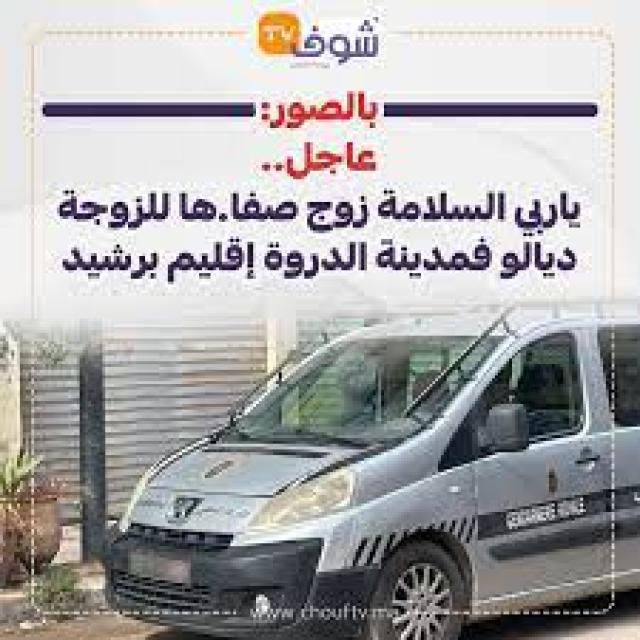 شوف TV
بالصور:
عاجل..
ياربي السلامة زوج صفا.ها للزوجة
ديالو فمدينة الدروة إقليم برشيد
GENDARMERIE ROYALE
www.chouftv.ma